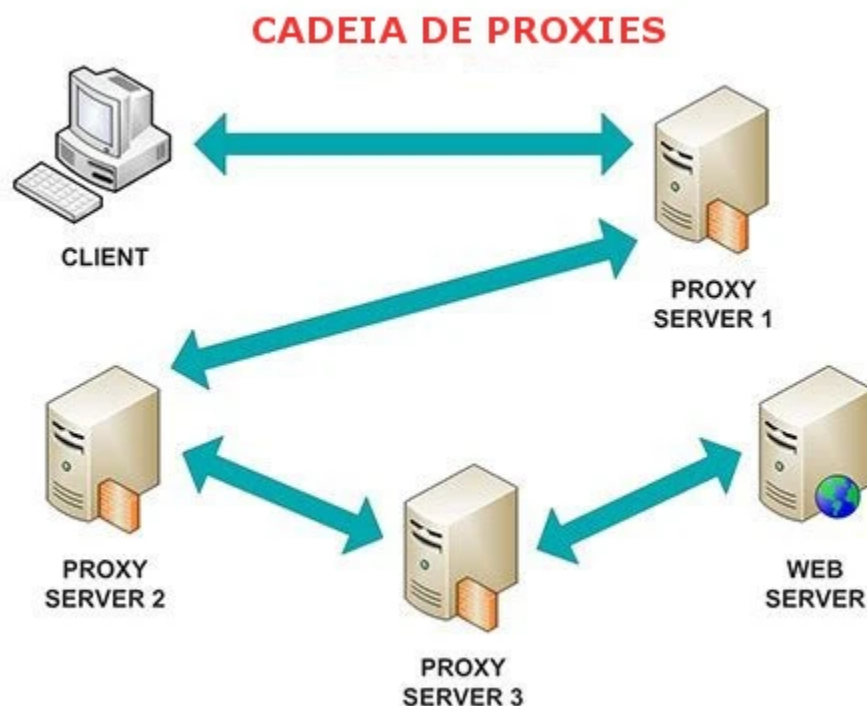 CADEIA DE PROXIES
CLIENT
PROXY
SERVER 1
PROXY
SERVER 2
PROXY
SERVER 3
WEB
SERVER